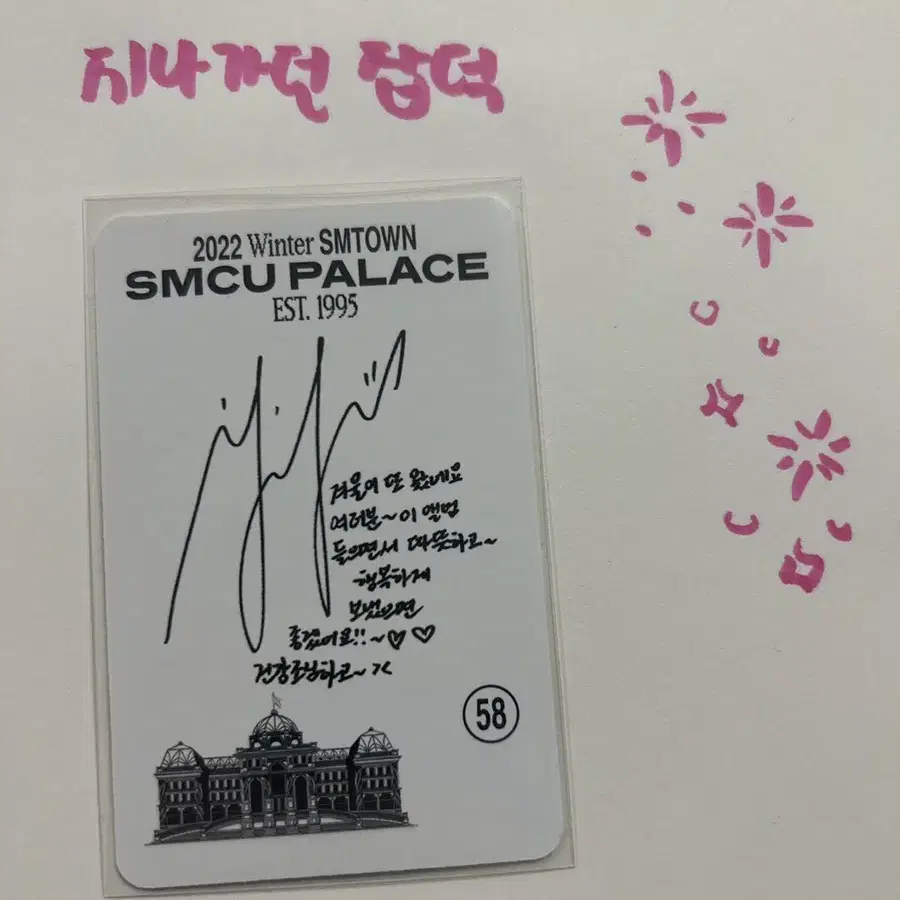 지나가던 잡덕
2022 Winter SMTOWN
SMCU PALACE
EST. 1995
겨울이 또 왔네요
여러분~ 이 앨범
들으면서 따뜻하고~
행복하게
보냈으면
좋겠어요!! ~ ♡ ♡
건강조심하고~ ><
58